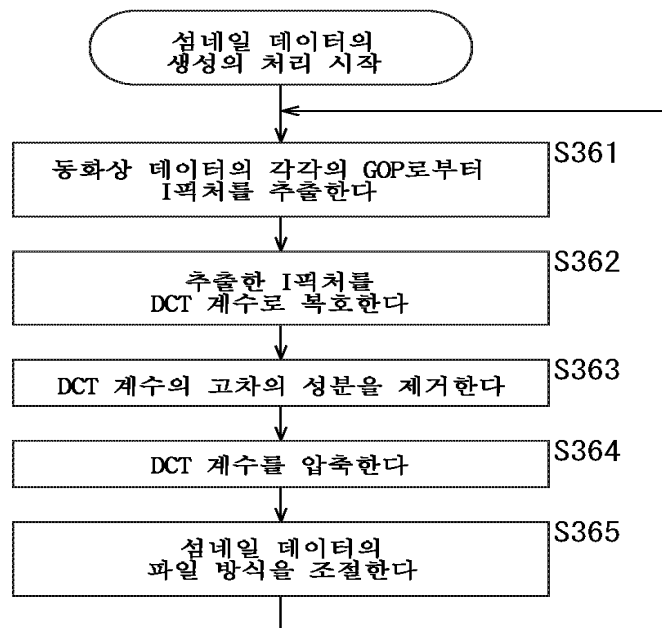 섬네일 데이터의
생성의 처리 시작
S361
동화상 데이터의 각각의 GOP로부터
I픽처를 추출한다
S362
추출한 I픽처를
DCT 계수로 복호한다
S363
DCT 계수의 고차의 성분을 제거한다
S364
DCT 계수를 압축한다
S365
섬네일 데이터의
파일 방식을 조절한다